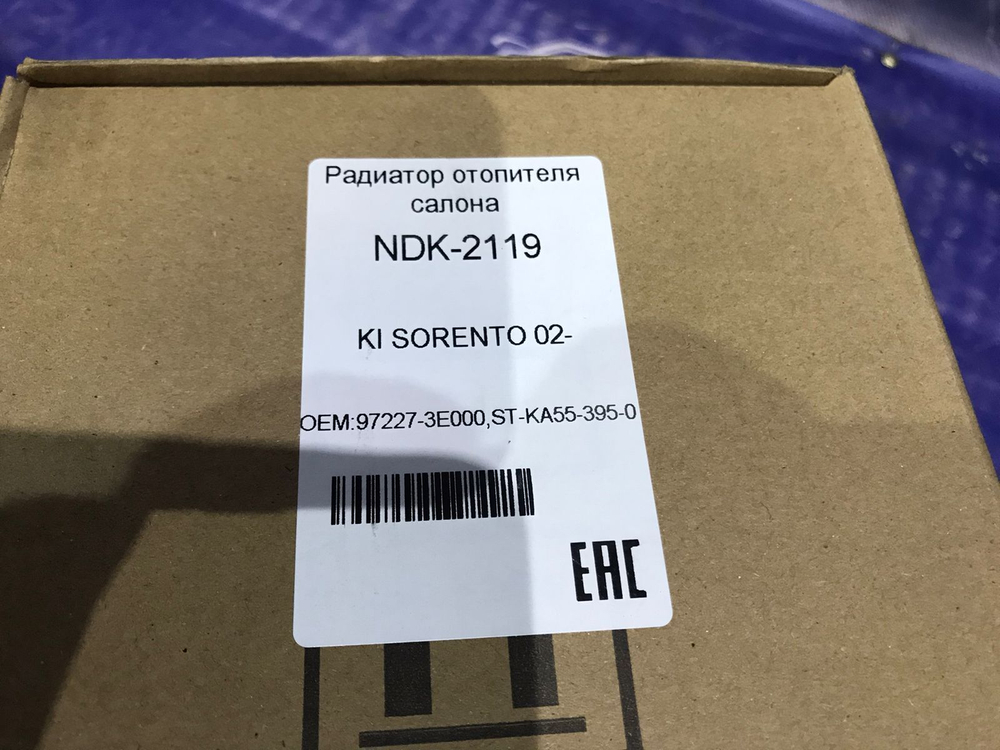 Радиатор отопителя
салона
NDK-2119
KI SORENTO 02-
OEM:97227-3E000,ST-KA55-395-0
EAC